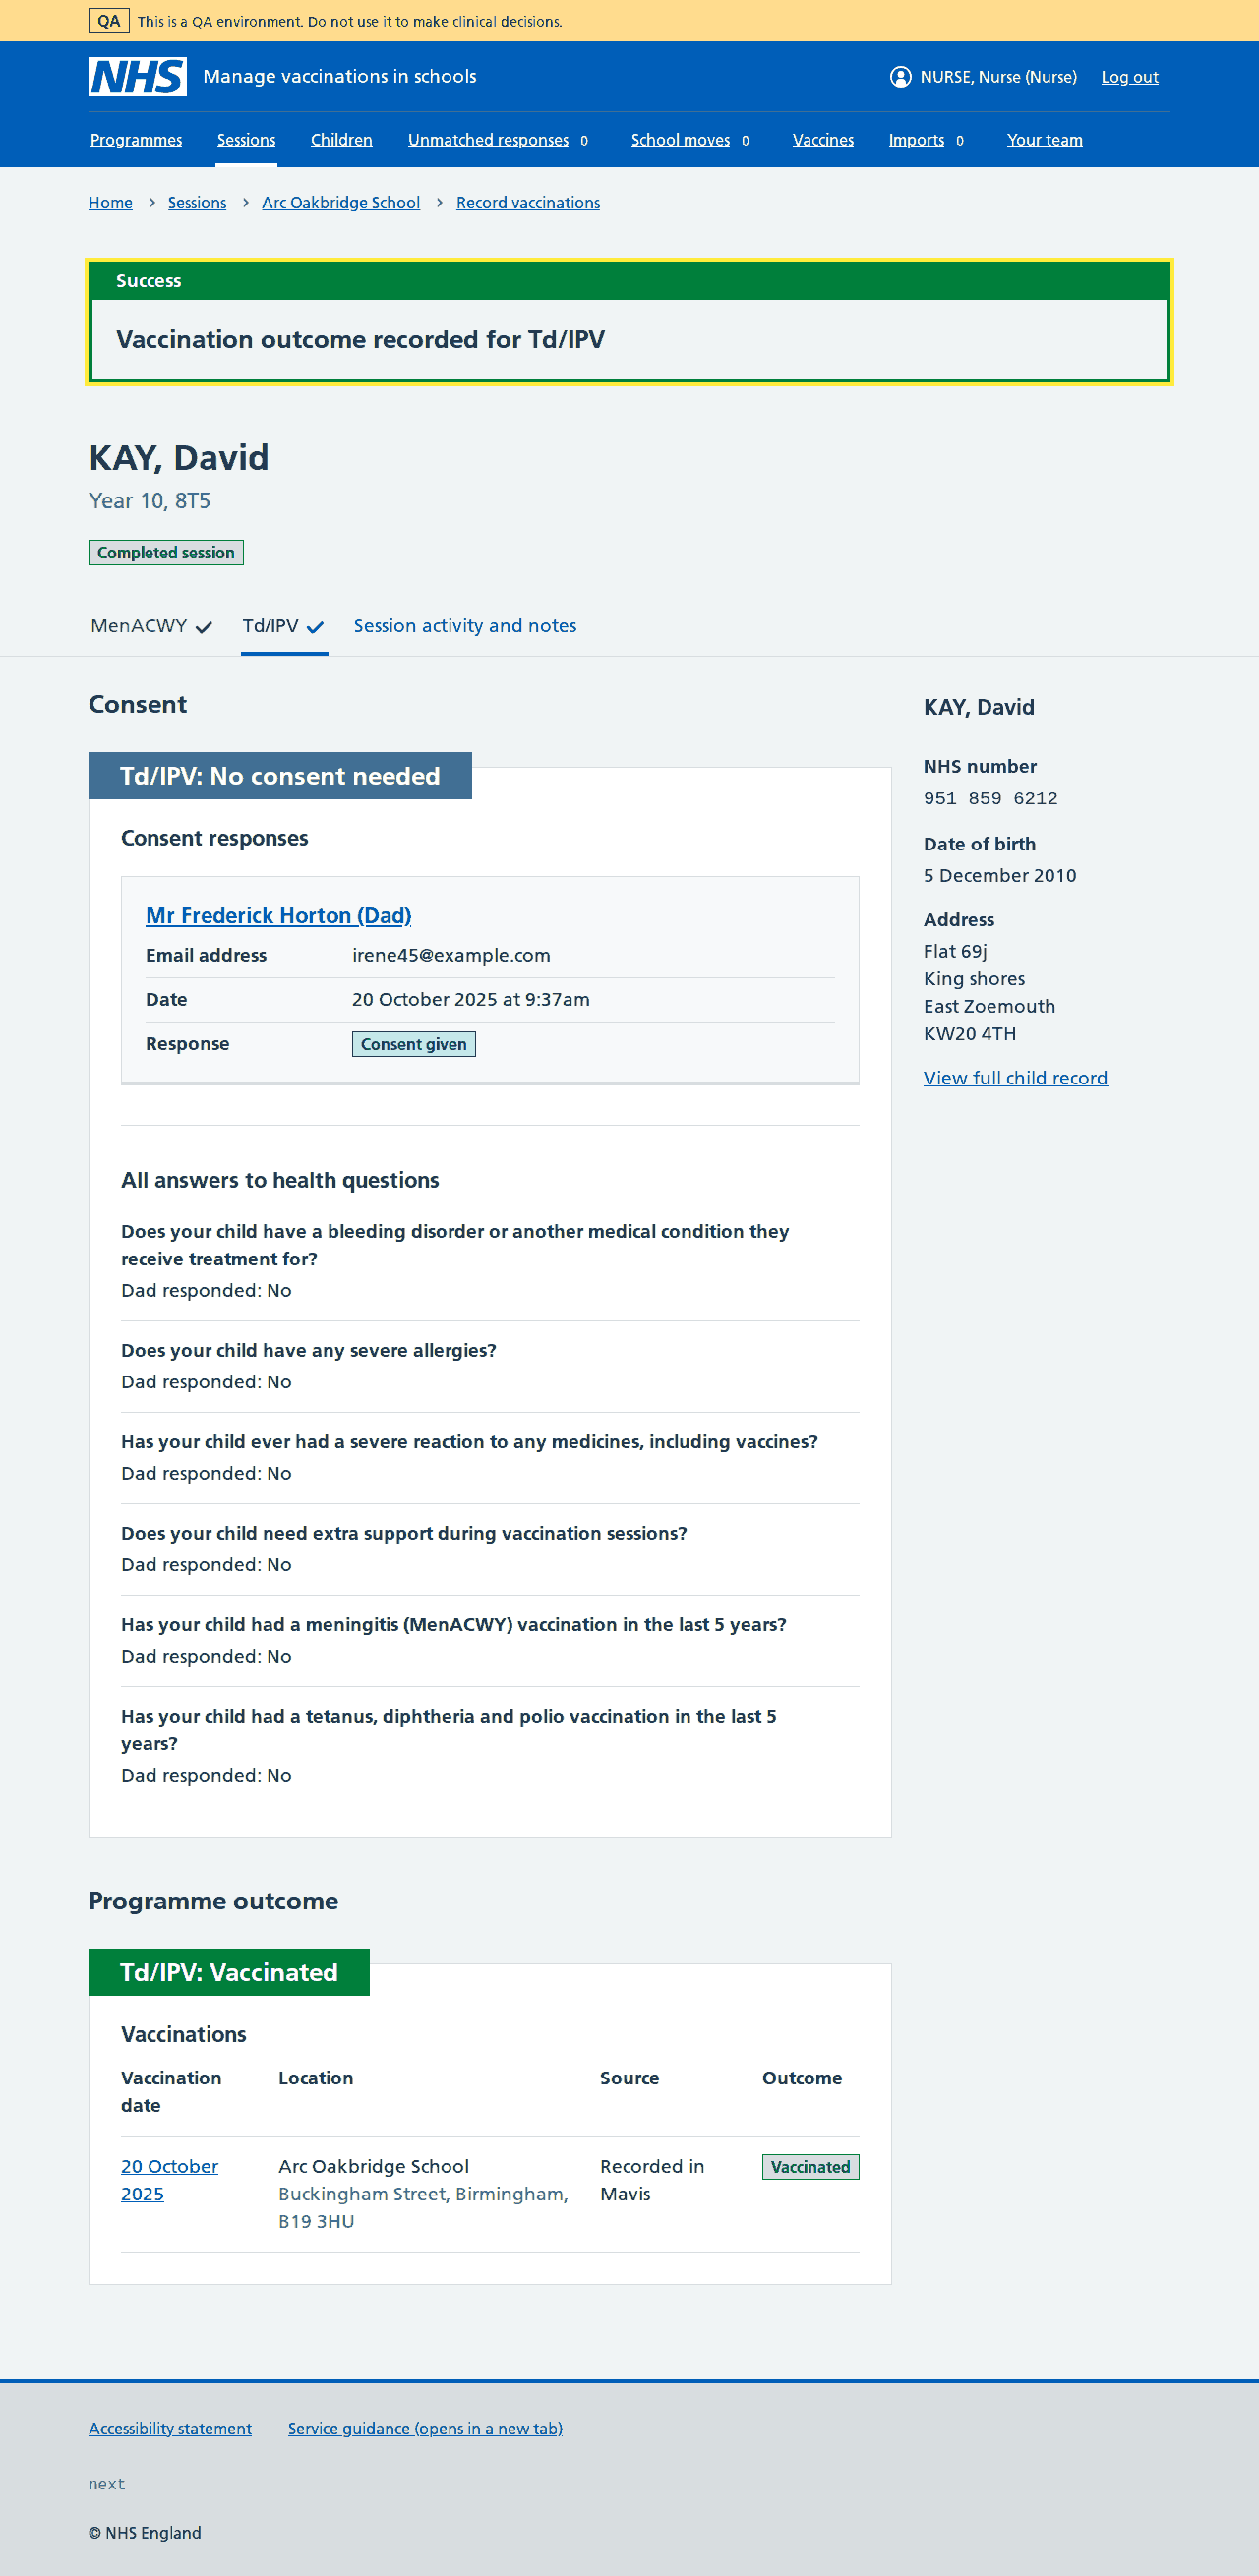 QA This is a QA environment. Do not use it to make clinical decisions.
NHS Manage vaccinations in schools NURSE, Nurse (Nurse) Log out
Programmes Sessions Children Unmatched responses 0 School moves 0 Vaccines Imports 0 Your team
Home › Sessions › Arc Oakbridge School › Record vaccinations
Success
Vaccination outcome recorded for Td/IPV
KAY, David
Year 10, 8T5
Completed session
MenACWY Td/IPV Session activity and notes
Consent
Td/IPV: No consent needed
Consent responses
Mr Frederick Horton (Dad)
Email address irene45@example.com
Date 20 October 2025 at 9:37am
Response Consent given
All answers to health questions
Does your child have a bleeding disorder or another medical condition they
receive treatment for?
Dad responded: No
Does your child have any severe allergies?
Dad responded: No
Has your child ever had a severe reaction to any medicines, including vaccines?
Dad responded: No
Does your child need extra support during vaccination sessions?
Dad responded: No
Has your child had a meningitis (MenACWY) vaccination in the last 5 years?
Dad responded: No
Has your child had a tetanus, diphtheria and polio vaccination in the last 5
years?
Dad responded: No
KAY, David
NHS number
951 859 6212
Date of birth
5 December 2010
Address
Flat 69j
King shores
East Zoemouth
KW20 4TH
View full child record
Programme outcome
Td/IPV: Vaccinated
Vaccinations
Vaccination date Location Source Outcome
20 October 2025 Arc Oakbridge School Recorded in Mavis Vaccinated
Buckingham Street, Birmingham,
B19 3HU
Accessibility statement Service guidance (opens in a new tab)
next
© NHS England